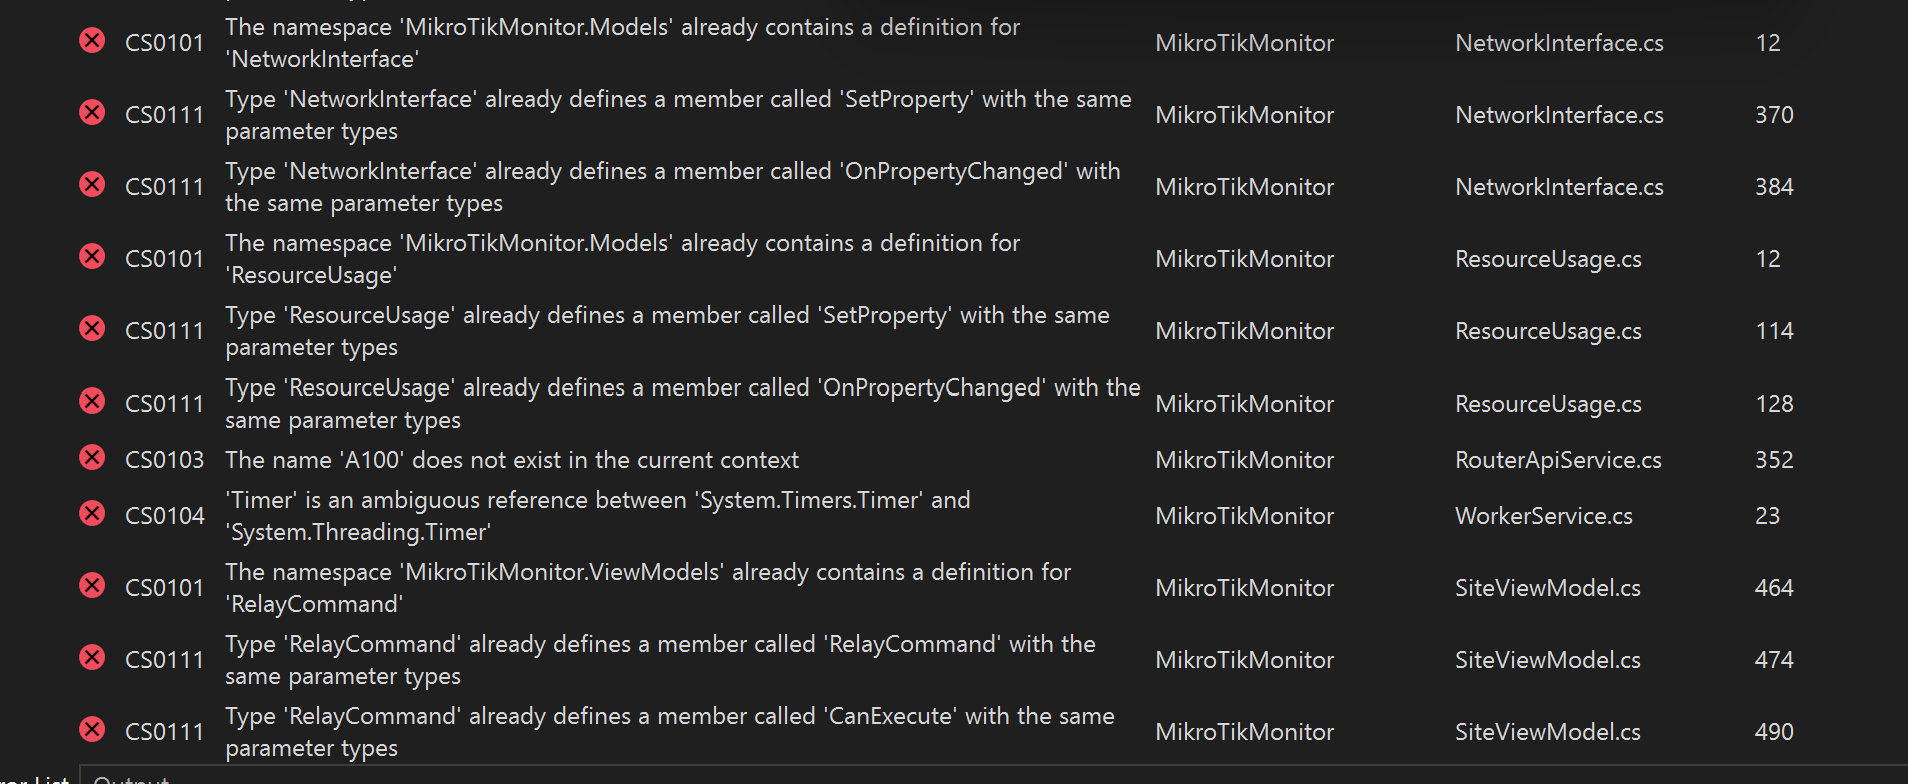 CS0101 The namespace 'MikroTikMonitor.Models' already contains a definition for MikroTikMonitor NetworkInterface.cs 12
'NetworkInterface'
CS0111 Type 'NetworkInterface' already defines a member called 'SetProperty' with the same MikroTikMonitor NetworkInterface.cs 370
parameter types
CS0111 Type 'NetworkInterface' already defines a member called 'OnPropertyChanged' with MikroTikMonitor NetworkInterface.cs 384
the same parameter types
CS0101 The namespace 'MikroTikMonitor.Models' already contains a definition for MikroTikMonitor ResourceUsage.cs 12
'ResourceUsage'
CS0111 Type 'ResourceUsage' already defines a member called 'SetProperty' with the same MikroTikMonitor ResourceUsage.cs 114
parameter types
CS0111 Type 'ResourceUsage' already defines a member called 'OnPropertyChanged' with the MikroTikMonitor ResourceUsage.cs 128
same parameter types
CS0103 The name 'A100' does not exist in the current context MikroTikMonitor RouterApiService.cs 352
CS0104 'Timer' is an ambiguous reference between 'System.Timers.Timer' and MikroTikMonitor WorkerService.cs 23
'System.Threading.Timer'
CS0101 The namespace 'MikroTikMonitor.ViewModels' already contains a definition for MikroTikMonitor SiteViewModel.cs 464
'RelayCommand'
CS0111 Type 'RelayCommand' already defines a member called 'RelayCommand' with the MikroTikMonitor SiteViewModel.cs 474
same parameter types
CS0111 Type 'RelayCommand' already defines a member called 'CanExecute' with the same MikroTikMonitor SiteViewModel.cs 490
parameter types
List Output